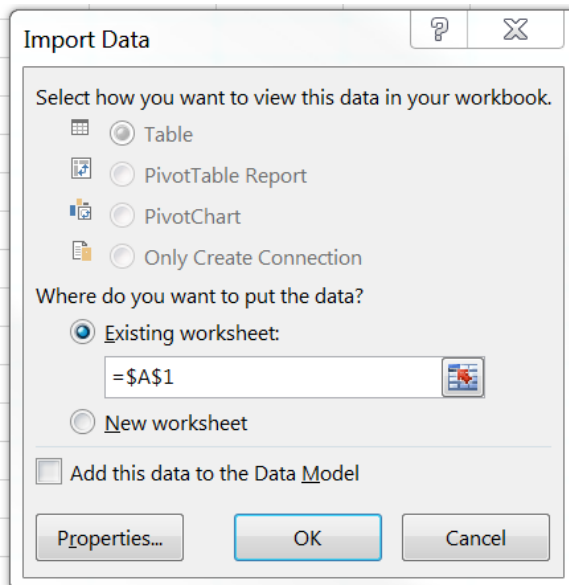 Import Data
Select how you want to view this data in your workbook.
Table
PivotTable Report
PivotChart
Only Create Connection
Where do you want to put the data?
Existing worksheet:
=$A$1
New worksheet
Add this data to the Data Model
Properties... OK Cancel